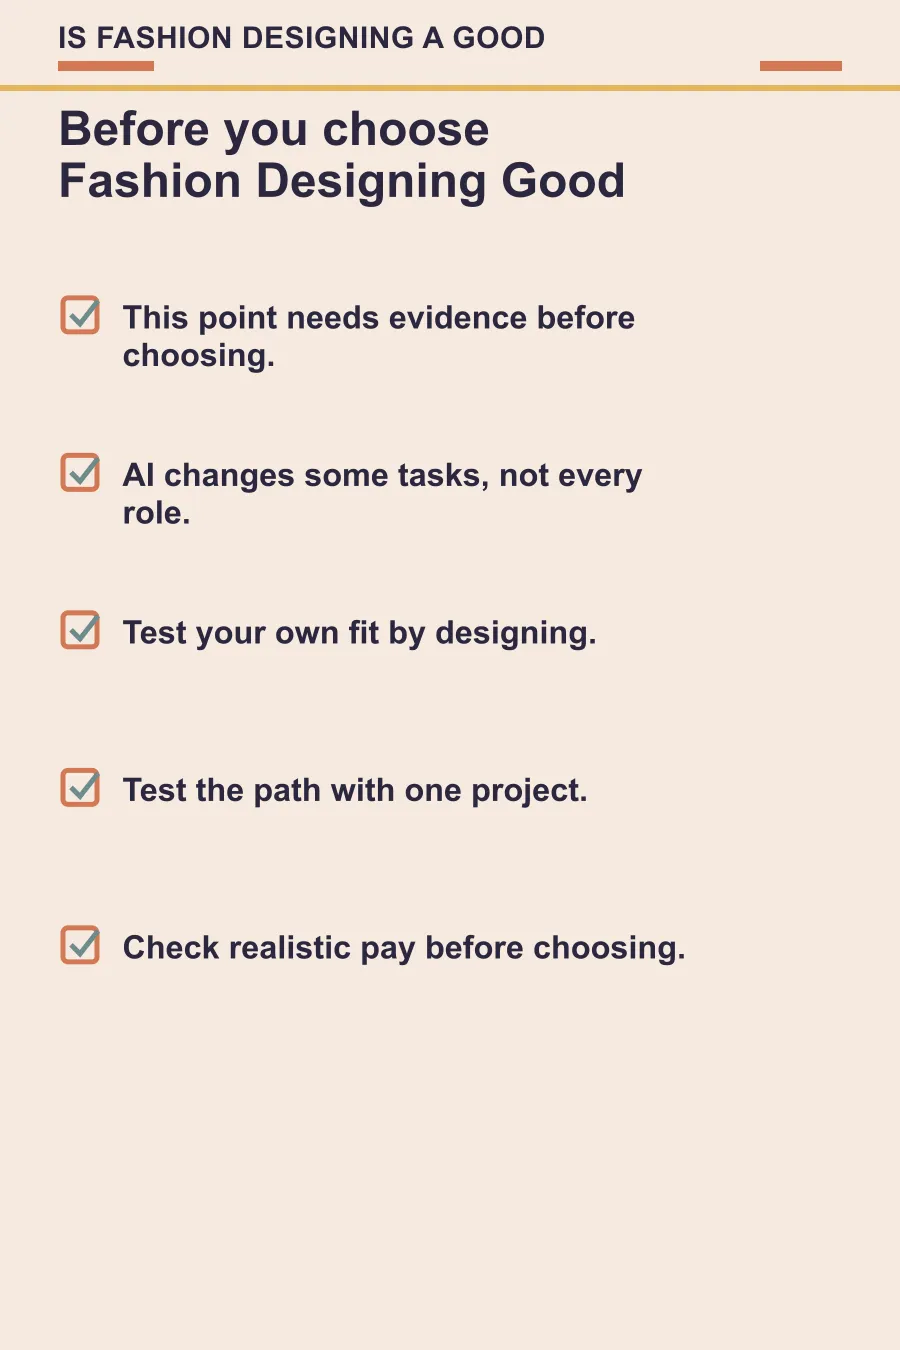 IS FASHION DESIGNING A GOOD
Before you choose
Fashion Designing Good
This point needs evidence before
choosing.
AI changes some tasks, not every
role.
Test your own fit by designing.
Test the path with one project.
Check realistic pay before choosing.